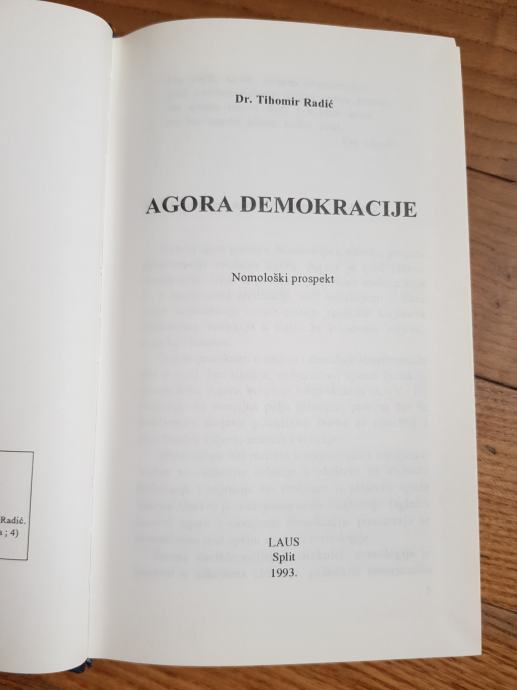 Radić.
; 4)
Dr. Tihomir Radić
AGORA DEMOKRACIJE
Nomološki prospekt
LAUS
Split
1993.